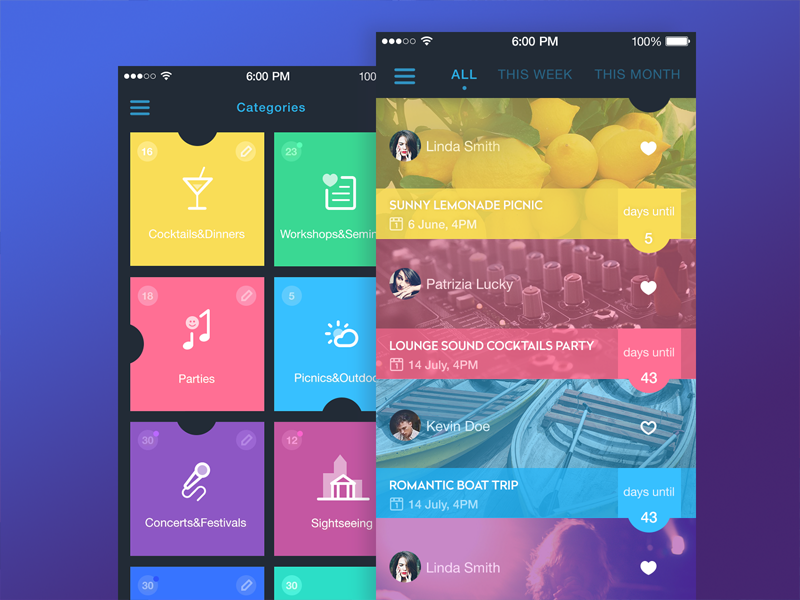 6:00 PM
100
Categories
16
Cocktails&Dinners
23
Workshops&Semin
18
Parties
5
Picnics&Outdoo
30
Concerts&Festivals
12
Sightseeing
30
30
6:00 PM
100%
ALL
THIS WEEK
THIS MONTH
Linda Smith
SUNNY LEMONADE PICNIC
6 June, 4PM
days until
5
Patrizia Lucky
LOUNGE SOUND COCKTAILS PARTY
14 July, 4PM
days until
43
Kevin Doe
ROMANTIC BOAT TRIP
14 July, 4PM
days until
43
Linda Smith